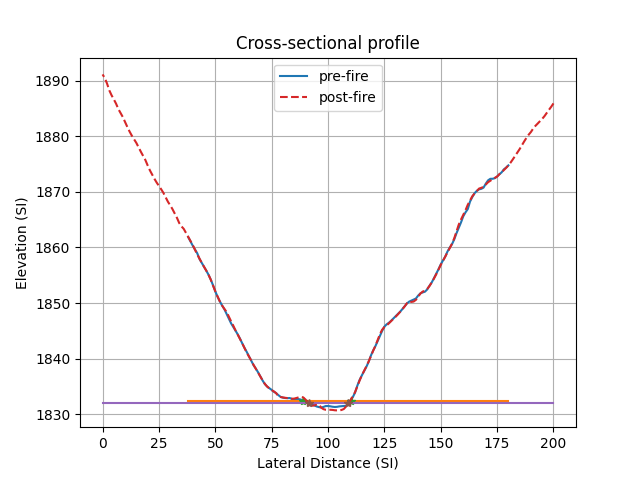 Cross-sectional profile
pre-fire
post-fire
1890
1880
1870
1860
1850
1840
1830
Elevation (SI)
0 25 50 75 100 125 150 175 200
Lateral Distance (SI)